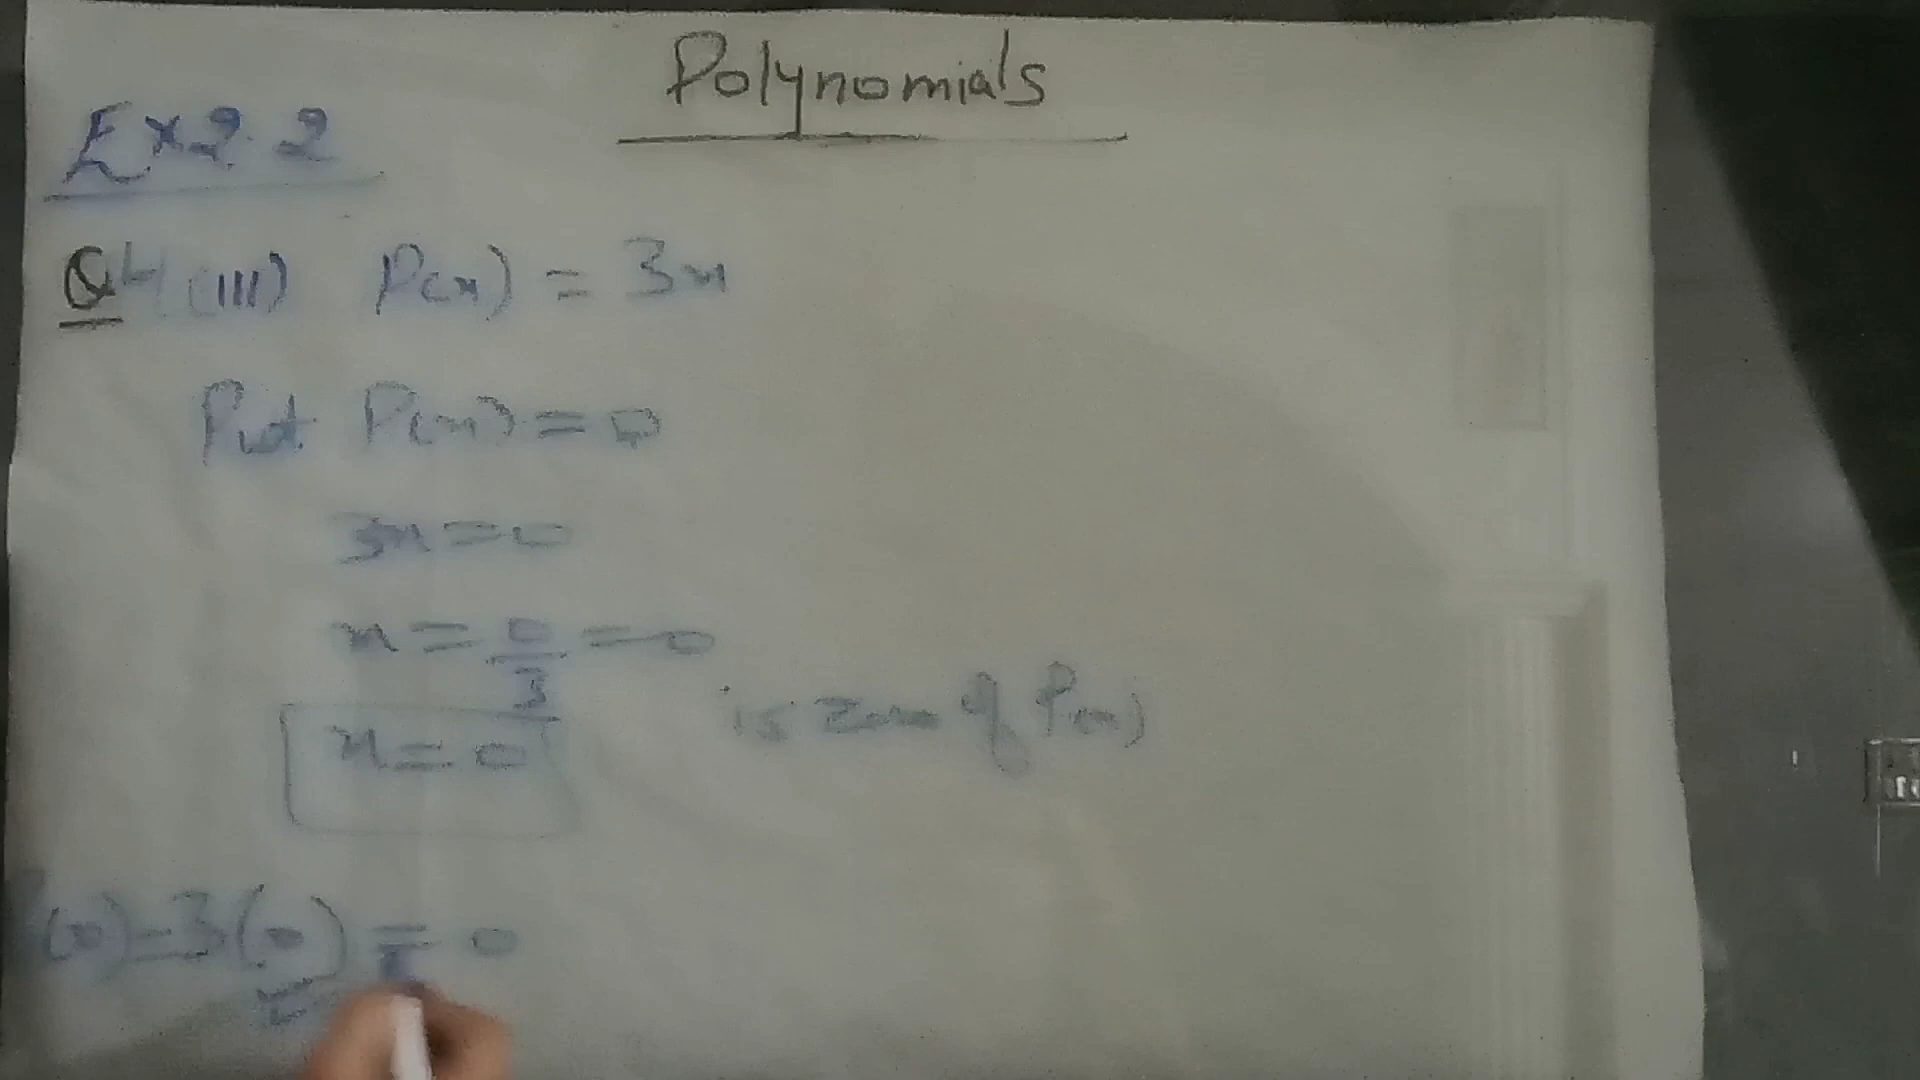 Polynomials
Ex 2.2
Q4 (iii) P(x) = 3x
Put P(x) = 0
3x = 0
x = 0/3 = 0
x = 0 is zero of P(x)
(0) = 3(0) = 0